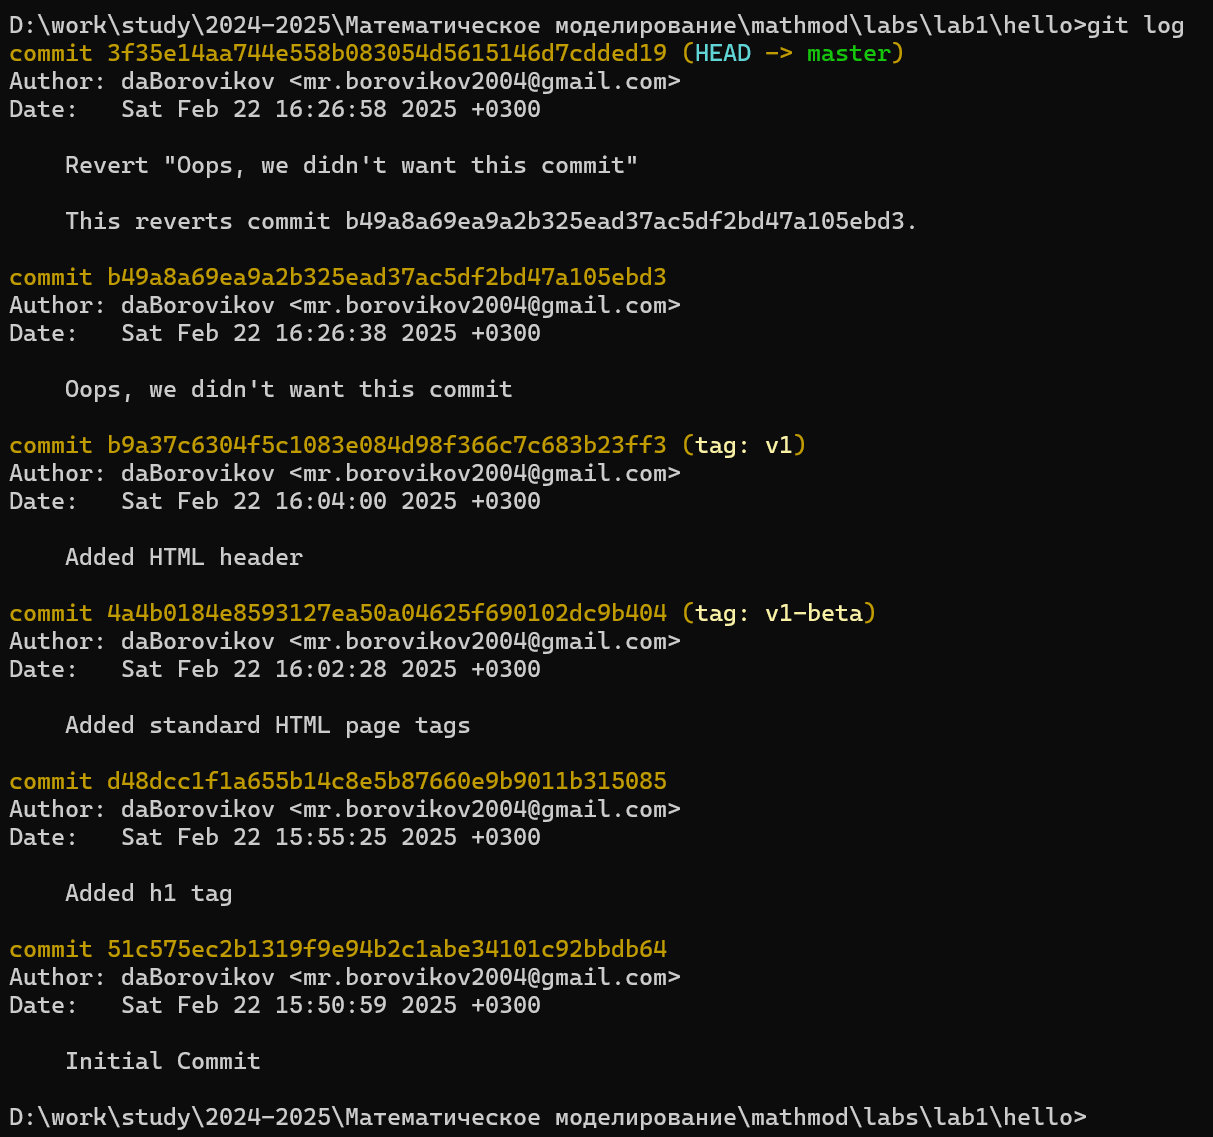 D:\work\study\2024-2025\Математическое моделирование\mathmod\labs\lab1\hello>git log
commit 3f35e14aa744e558b083054d5615146d7cdded19 (HEAD -> master)
Author: daBorovikov <mr.borovikov2004@gmail.com>
Date:   Sat Feb 22 16:26:58 2025 +0300

    Revert "Oops, we didn't want this commit"

    This reverts commit b49a8a69ea9a2b325ead37ac5df2bd47a105ebd3.

commit b49a8a69ea9a2b325ead37ac5df2bd47a105ebd3
Author: daBorovikov <mr.borovikov2004@gmail.com>
Date:   Sat Feb 22 16:26:38 2025 +0300

    Oops, we didn't want this commit

commit b9a37c6304f5c1083e084d98f366c7c683b23ff3 (tag: v1)
Author: daBorovikov <mr.borovikov2004@gmail.com>
Date:   Sat Feb 22 16:04:00 2025 +0300

    Added HTML header

commit 4a4b0184e8593127ea50a04625f690102dc9b404 (tag: v1-beta)
Author: daBorovikov <mr.borovikov2004@gmail.com>
Date:   Sat Feb 22 16:02:28 2025 +0300

    Added standard HTML page tags

commit d48dcc1f1a655b14c8e5b87660e9b9011b315085
Author: daBorovikov <mr.borovikov2004@gmail.com>
Date:   Sat Feb 22 15:55:25 2025 +0300

    Added h1 tag

commit 51c575ec2b1319f9e94b2c1abe34101c92bbdb64
Author: daBorovikov <mr.borovikov2004@gmail.com>
Date:   Sat Feb 22 15:50:59 2025 +0300

    Initial Commit

D:\work\study\2024-2025\Математическое моделирование\mathmod\labs\lab1\hello>